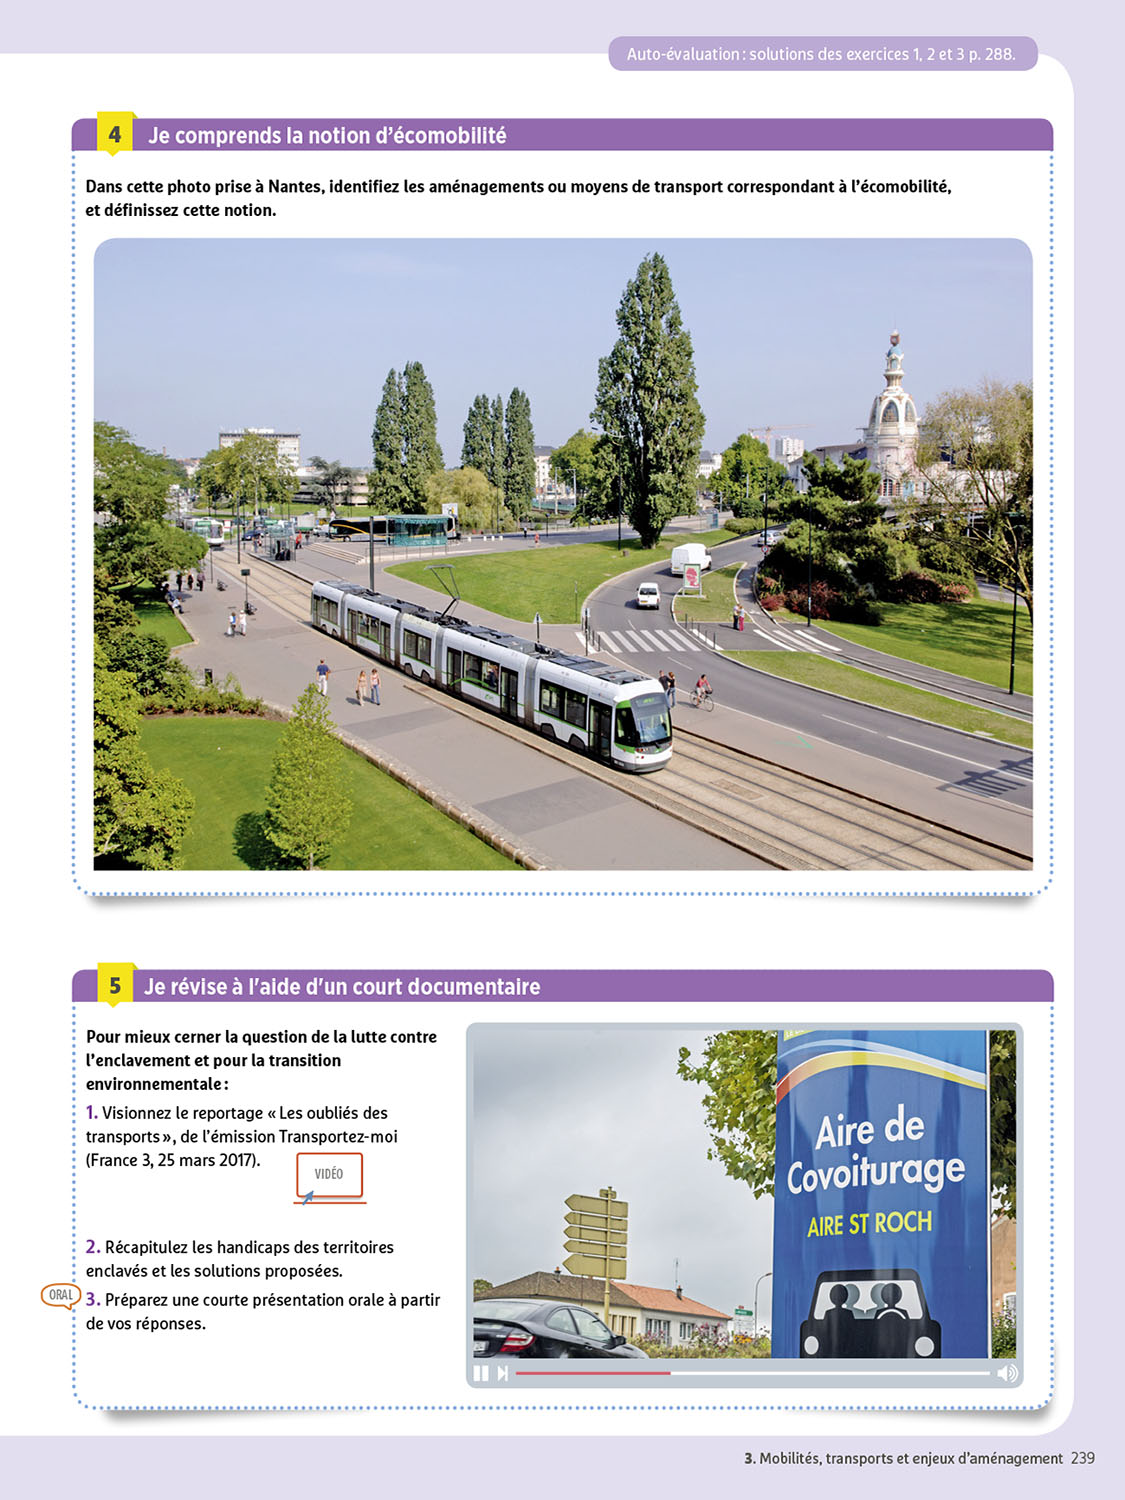 Auto-évaluation : solutions des exercices 1, 2 et 3 p. 288.
4 Je comprends la notion d'écomobilité
Dans cette photo prise à Nantes, identifiez les aménagements ou moyens de transport correspondant à l'écomobilité,
et définissez cette notion.
5 Je révise à l'aide d'un court documentaire
Pour mieux cerner la question de la lutte contre
l'enclavement et pour la transition
environnementale :
1. Visionnez le reportage « Les oubliés des
transports », de l'émission Transportez-moi
(France 3, 25 mars 2017).
VIDÉO
2. Récapitulez les handicaps des territoires
enclavés et les solutions proposées.
ORAL
3. Préparez une courte présentation orale à partir
de vos réponses.
Aire de
Covoiturage
AIRE ST ROCH
3. Mobilités, transports et enjeux d'aménagement 239